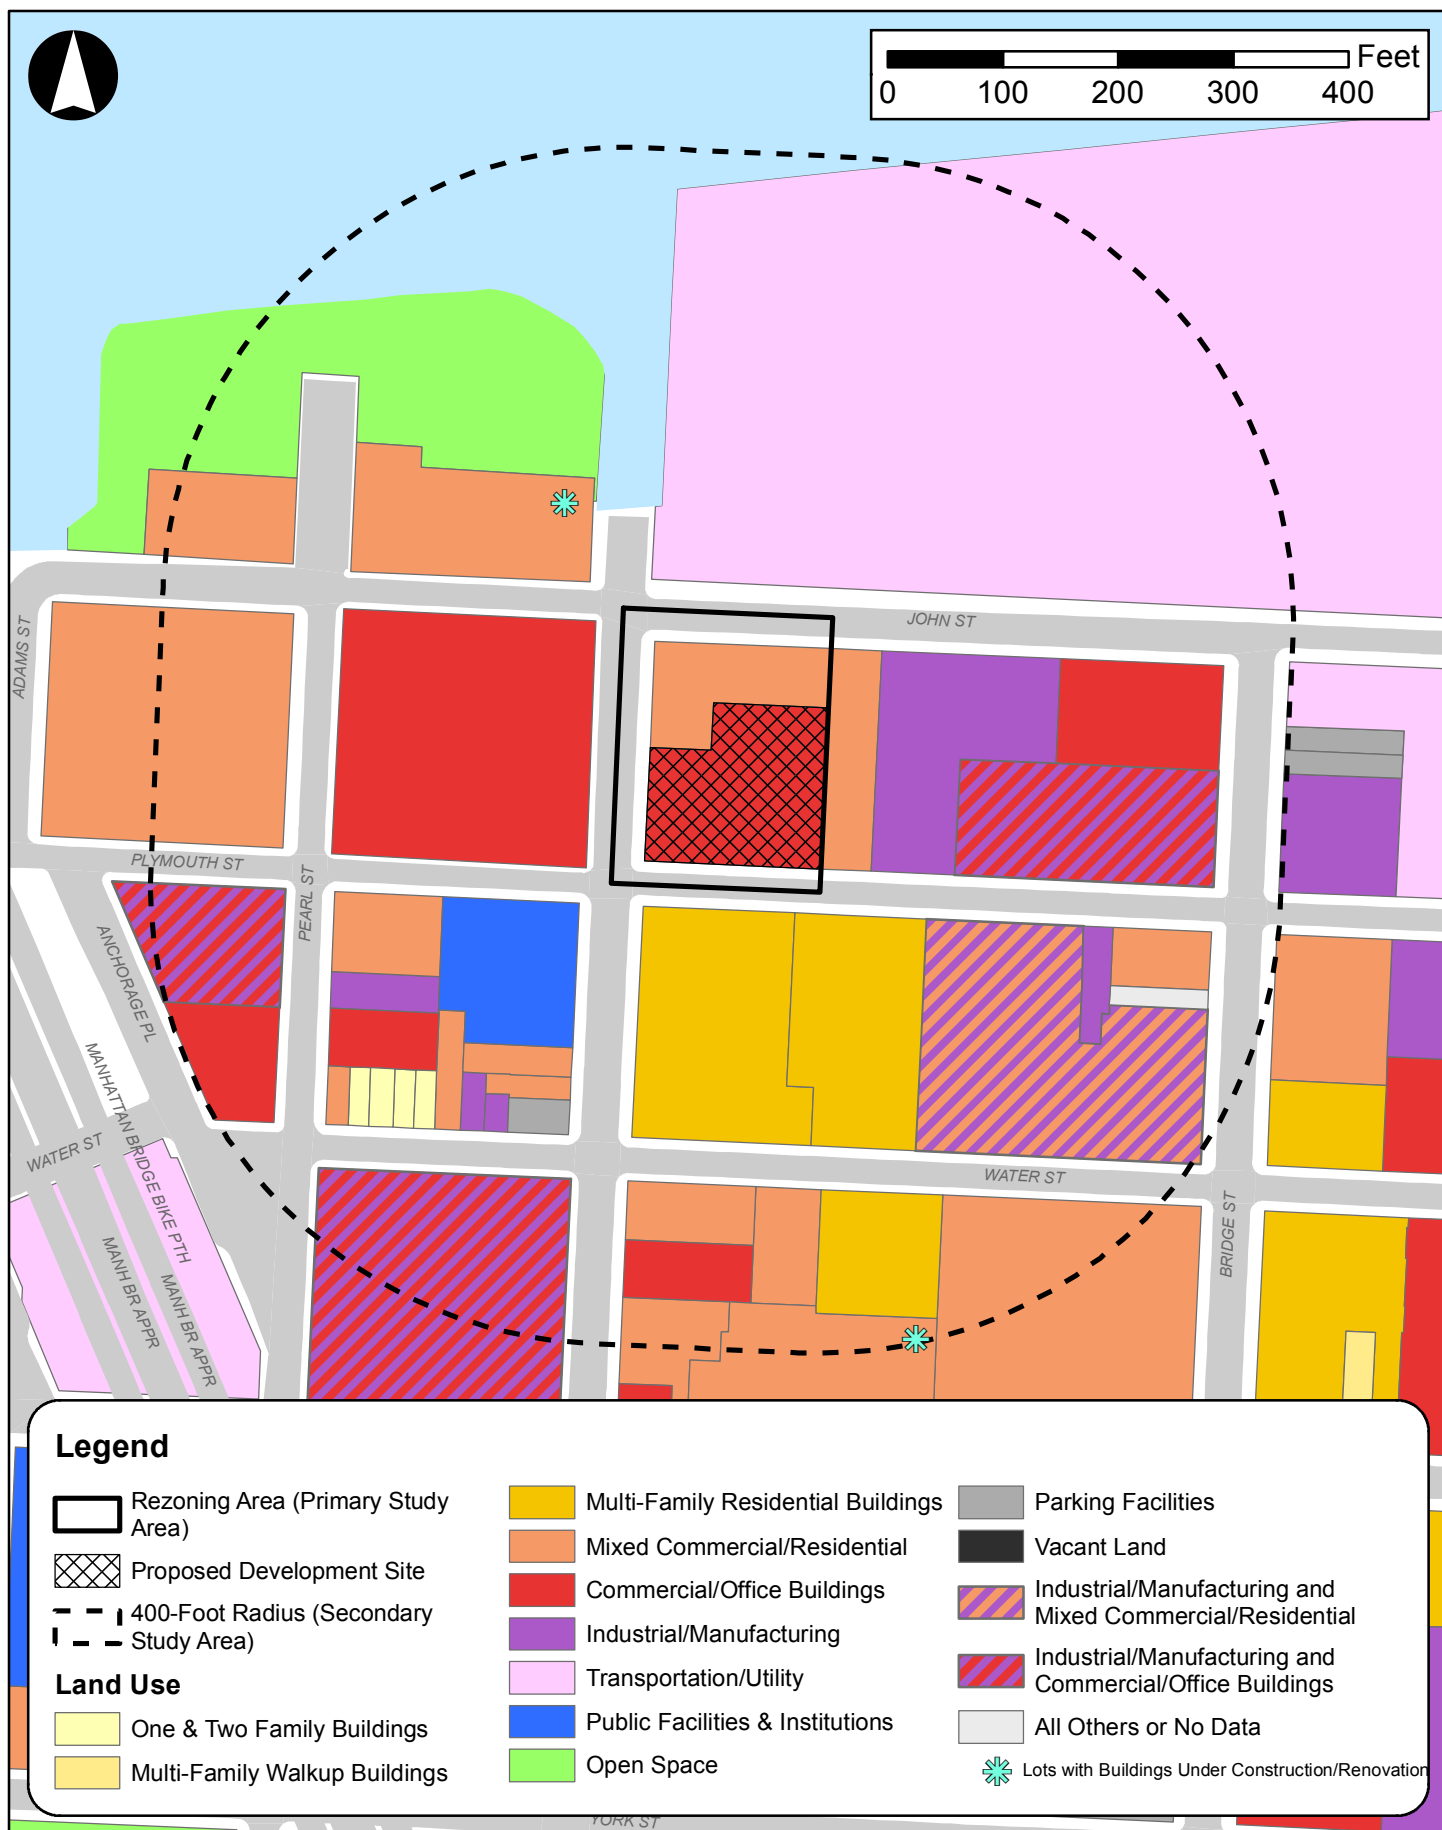 Feet
0 100 200 300 400
JOHN ST
ADAMS ST
PLYMOUTH ST
PEARL ST
ANCHORAGE PL
MANHATTAN BRIDGE BIKE PTH
WATER ST
WATER ST
BRIDGE ST
MANH BR APPR
MANH BR APPR
Legend
Rezoning Area (Primary Study
Area)
Proposed Development Site
400-Foot Radius (Secondary
Study Area)
Land Use
One & Two Family Buildings
Multi-Family Walkup Buildings
Multi-Family Residential Buildings
Mixed Commercial/Residential
Commercial/Office Buildings
Industrial/Manufacturing
Transportation/Utility
Public Facilities & Institutions
Open Space
Parking Facilities
Vacant Land
Industrial/Manufacturing and
Mixed Commercial/Residential
Industrial/Manufacturing and
Commercial/Office Buildings
All Others or No Data
Lots with Buildings Under Construction/Renovation
YORK ST